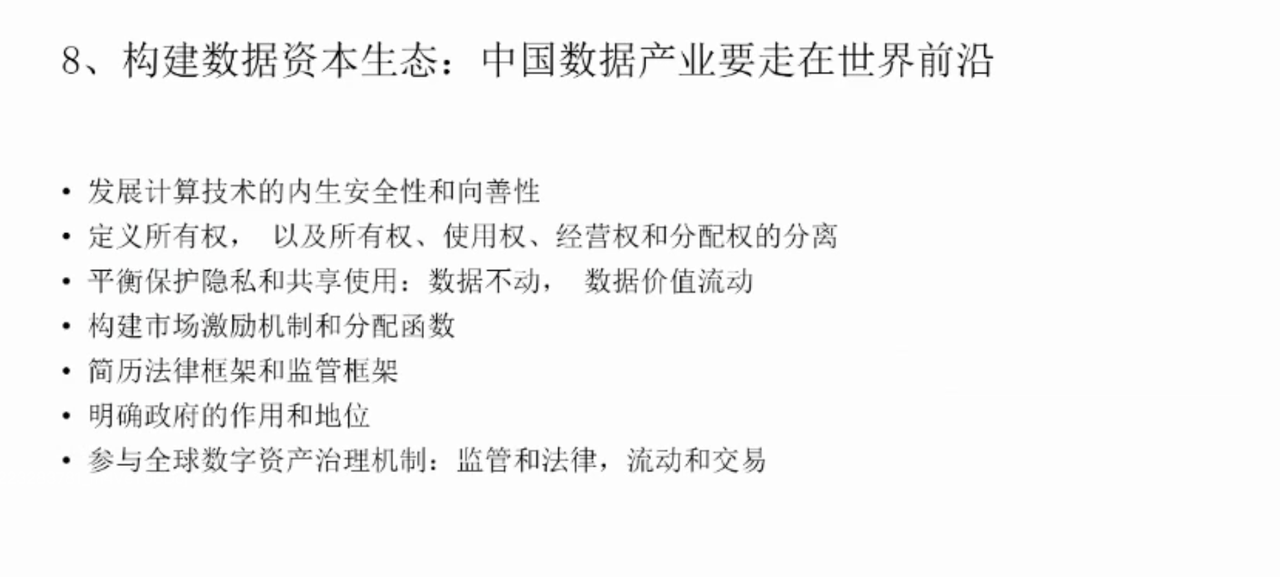 8、构建数据资本生态：中国数据产业要走在世界前沿
• 发展计算技术的内生安全性和向善性
• 定义所有权， 以及所有权、使用权、经营权和分配权的分离
• 平衡保护隐私和共享使用：数据不动， 数据价值流动
• 构建市场激励机制和分配函数
• 简历法律框架和监管框架
• 明确政府的作用和地位
• 参与全球数字资产治理机制：监管和法律，流动和交易